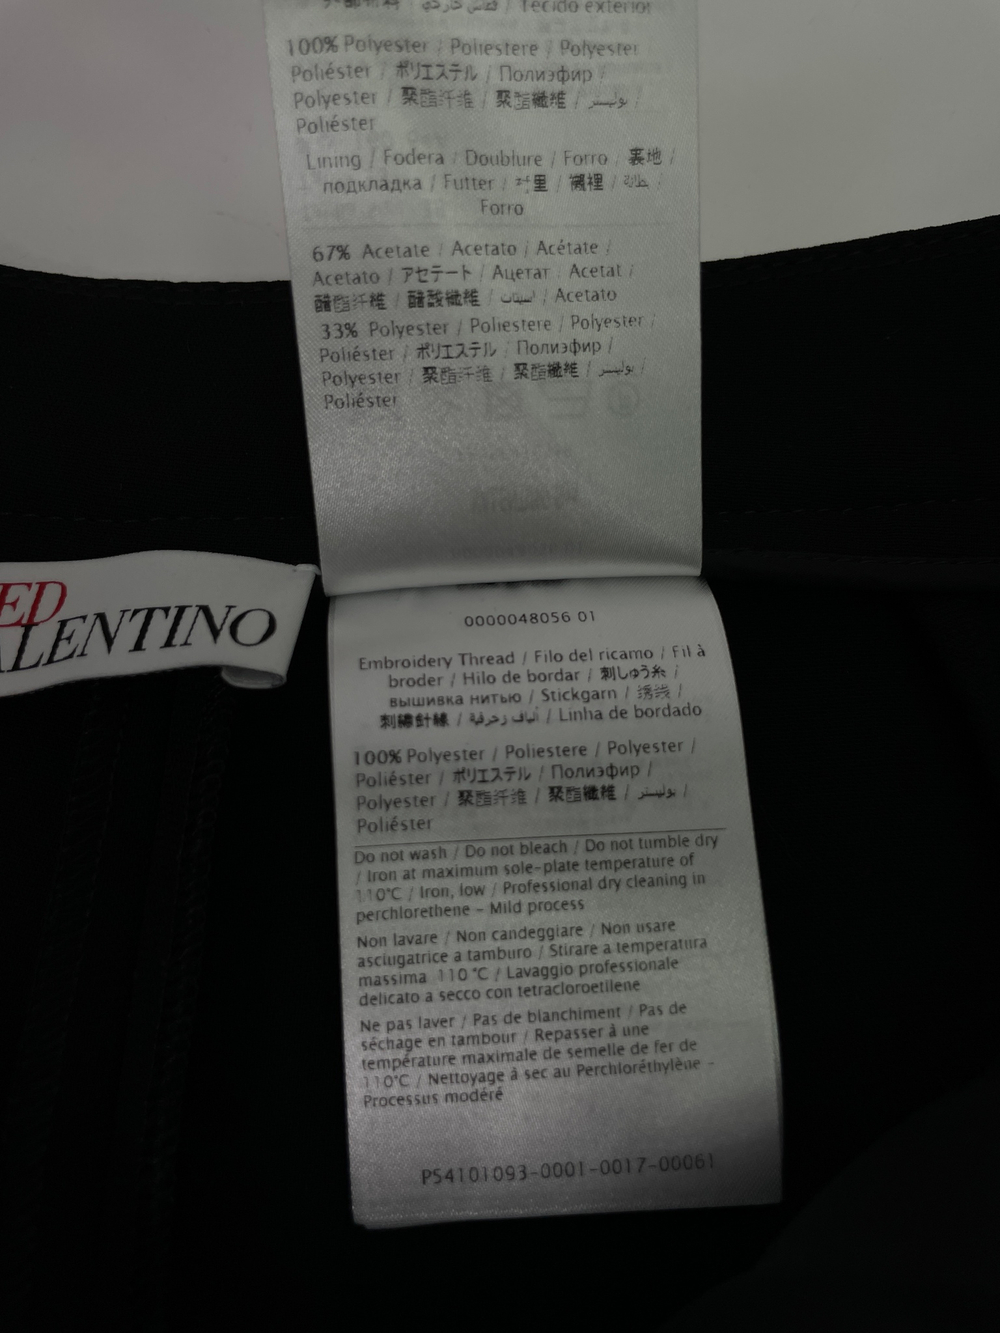 Tecido exterior
100% Polyester / Poliestere / Polyester
Poliéster / ポリエステル / Полиэфир /
Polyester / 聚酯纤维 / 聚酯纖維 / بوليستر /
Poliéster
Lining / Fodera / Doublure / Forro / 裏地 /
подкладка / Futter / 衬里 / 襯裡 / بطانة /
Forro
67% Acetate / Acetato / Acétate /
Acetato / アセテート / Ацетат / Acetat /
醋酯纤维 / 醋酸纖維 / اسيتات / Acetato
33% Polyester / Poliestere / Polyester /
Poliéster / ポリエステル / Полиэфир /
Polyester / 聚酯纤维 / 聚酯纖維 / بوليستر /
Poliéster
ED
ALENTINO
0000048056 01
Embroidery Thread / Filo del ricamo / Fil à
broder / Hilo de bordar / 刺しゅう糸 /
вышивка нитью / Stickgarn / 绣线 /
刺繡針線 / ألياف زخرفية / Linha de bordado
100% Polyester / Poliestere / Polyester /
Poliéster / ポリエステル / Полиэфир /
Polyester / 聚酯纤维 / 聚酯纖維 / بوليستر /
Poliéster
Do not wash / Do not bleach / Do not tumble dry
/ Iron at maximum sole-plate temperature of
110°C / Iron, low / Professional dry cleaning in
perchlorethene - Mild process
Non lavare / Non candeggiare / Non usare
asciugatrice a tamburo / Stirare a temperatura
massima 110 °C / Lavaggio professionale
delicato a secco con tetracloroetilene
Ne pas laver / Pas de blanchiment / Pas de
séchage en tambour / Repasser à une
température maximale de semelle de fer de
110°C / Nettoyage à sec au Perchloréthylène -
Processus modéré
PS4101093-0001-0017-00061